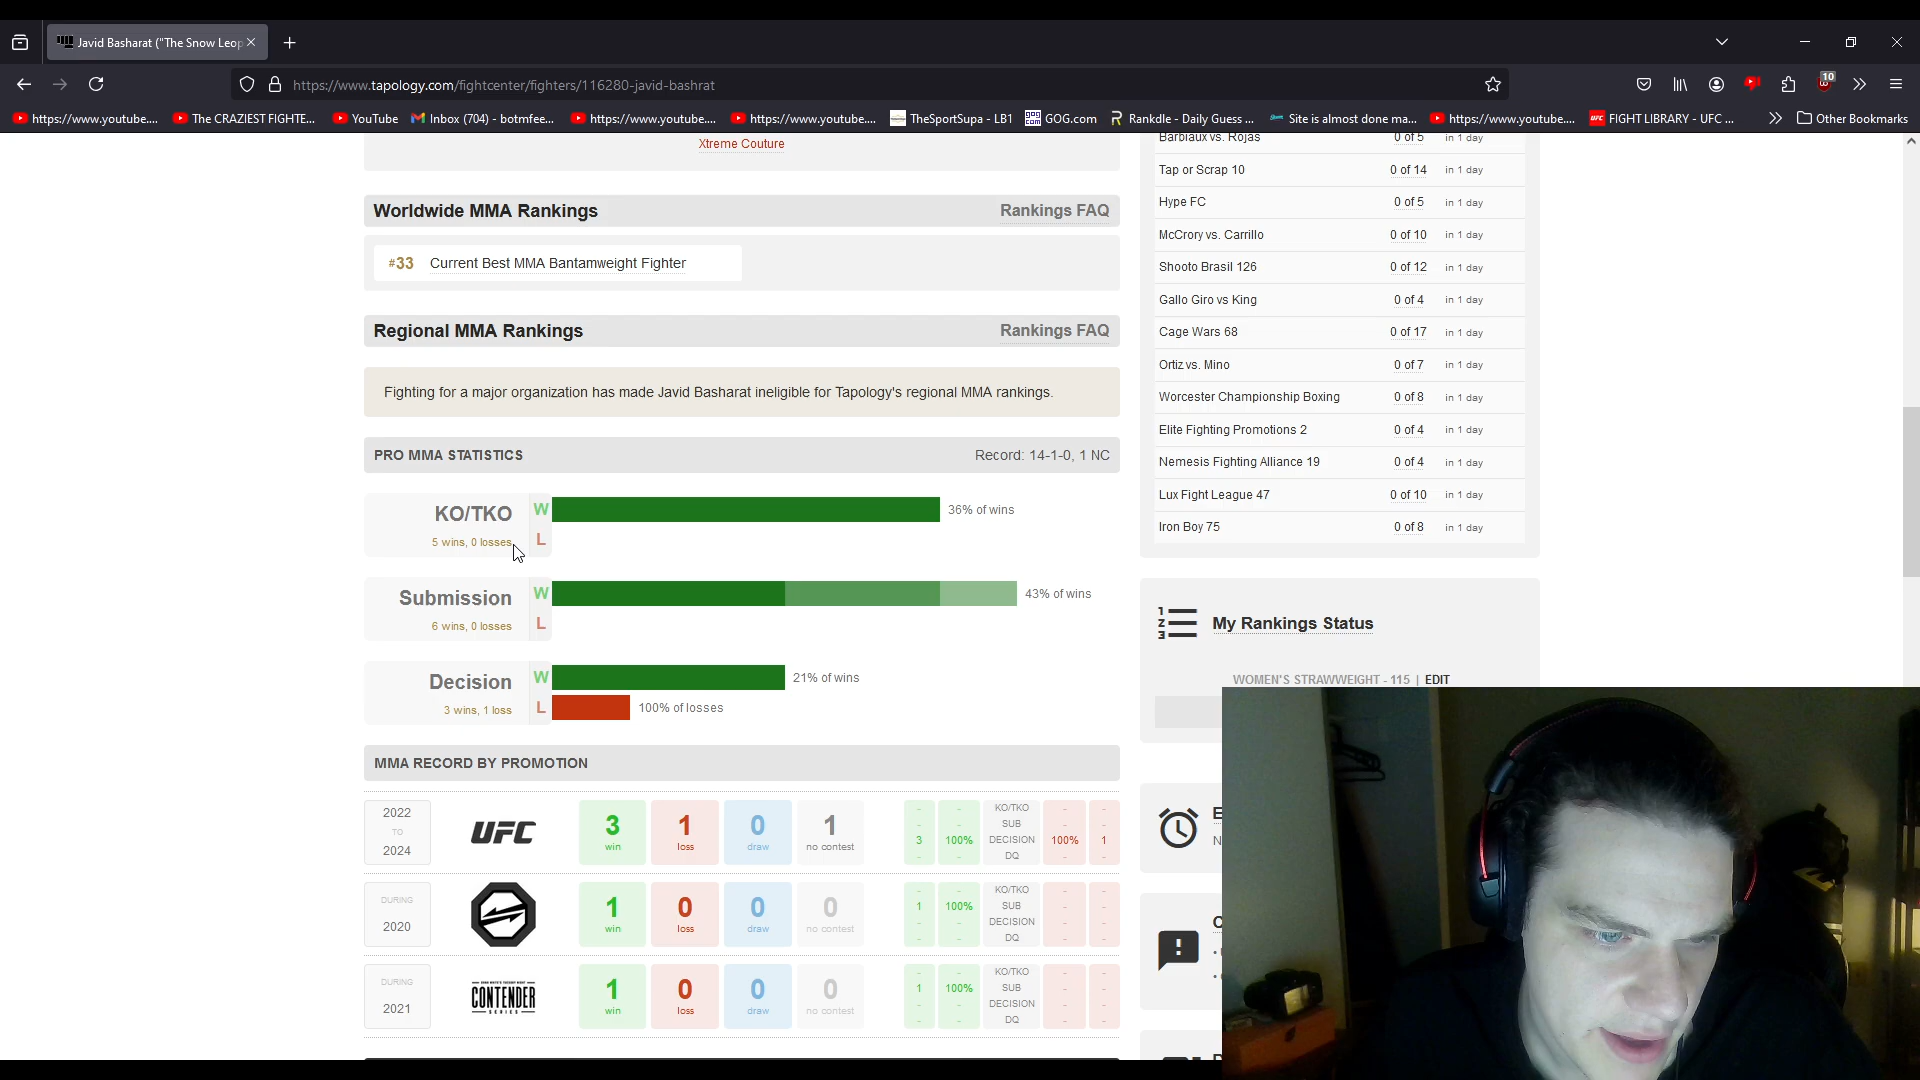 Javid Basharat ("The Snow Leop
https://www.tapology.com/fightcenter/fighters/116280-javid-bashrat
10
https://www.youtube....
The CRAZIEST FIGHTE...
YouTube
Inbox (704) - botmfee...
https://www.youtube....
https://www.youtube....
TheSportSupa - LB1
GOG.com
Rankdle - Daily Guess ...
Site is almost done ma...
https://www.youtube....
FIGHT LIBRARY - UFC ...
Other Bookmarks
Xtreme Couture
Worldwide MMA Rankings
Rankings FAQ
#33 Current Best MMA Bantamweight Fighter
Regional MMA Rankings
Rankings FAQ
Fighting for a major organization has made Javid Basharat ineligible for Tapology's regional MMA rankings.
PRO MMA STATISTICS
Record: 14-1-0, 1 NC
KO/TKO
5 wins, 0 losses
W
36% of wins
L
Submission
6 wins, 0 losses
W
43% of wins
L
Decision
3 wins, 1 loss
W
21% of wins
L
100% of losses
MMA RECORD BY PROMOTION
2022
TO
2024
UFC
3
win
1
loss
0
draw
1
no contest
- - KO/TKO - -
- - SUB - -
3 100% DECISION 100% 1
- - DQ - -
DURING
2020
1
win
0
loss
0
draw
0
no contest
- - KO/TKO - -
1 100% SUB - -
- - DECISION - -
- - DQ - -
DURING
2021
CONTENDER
SERIES
1
win
0
loss
0
draw
0
no contest
- - KO/TKO - -
1 100% SUB - -
- - DECISION - -
- - DQ - -
Barbiaux vs. Rojas 0 of 5 in 1 day
Tap or Scrap 10 0 of 14 in 1 day
Hype FC 0 of 5 in 1 day
McCrory vs. Carrillo 0 of 10 in 1 day
Shooto Brasil 126 0 of 12 in 1 day
Gallo Giro vs King 0 of 4 in 1 day
Cage Wars 68 0 of 17 in 1 day
Ortiz vs. Mino 0 of 7 in 1 day
Worcester Championship Boxing 0 of 8 in 1 day
Elite Fighting Promotions 2 0 of 4 in 1 day
Nemesis Fighting Alliance 19 0 of 4 in 1 day
Lux Fight League 47 0 of 10 in 1 day
Iron Boy 75 0 of 8 in 1 day
My Rankings Status
WOMEN'S STRAWWEIGHT - 115 | EDIT